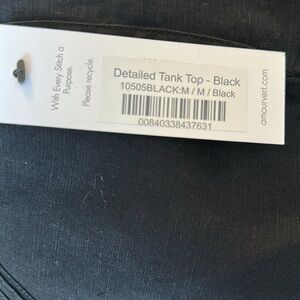 With Every Stitch a
Purpose.
Please recycle.
Detailed Tank Top - Black
10505BLACK:M / M / Black
00840338437631
amourvert.com